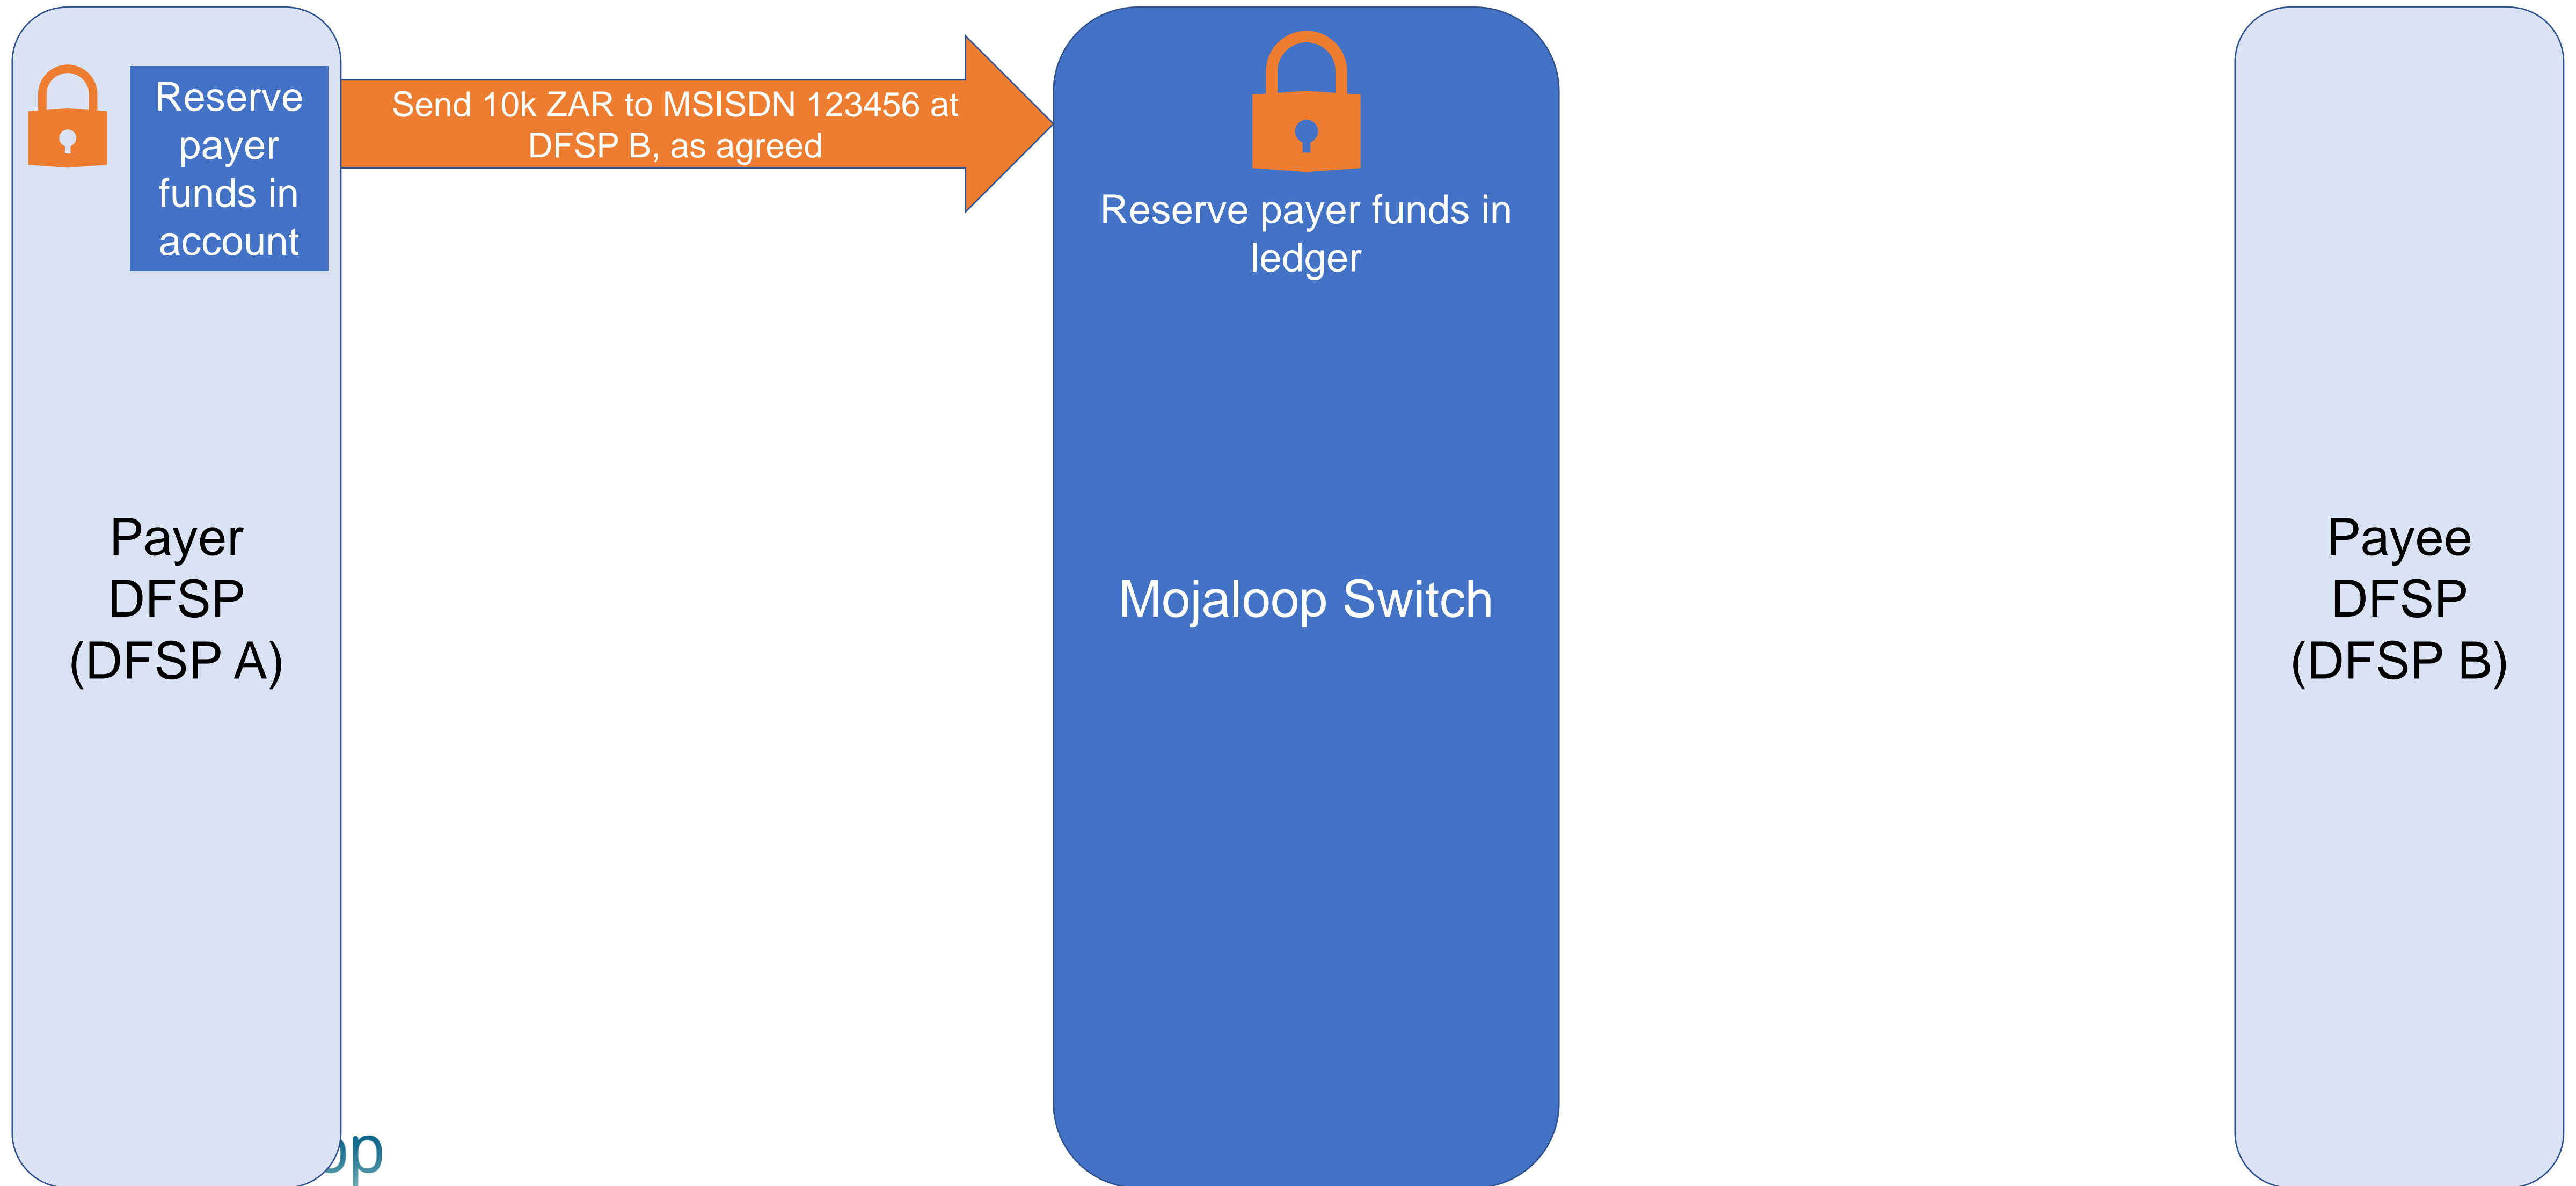 Reserve
payer
funds in
account
Send 10k ZAR to MSISDN 123456 at
DFSP B, as agreed
Reserve payer funds in
ledger
Payer
DFSP
(DFSP A)
Mojaloop Switch
Payee
DFSP
(DFSP B)
op